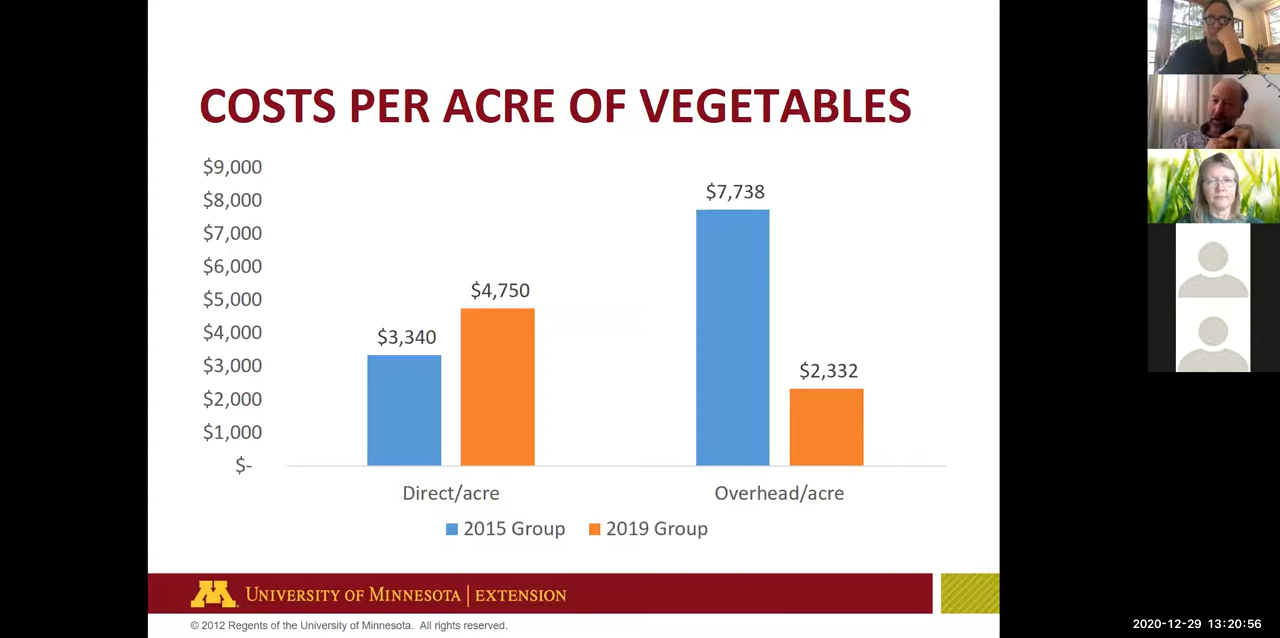 COSTS PER ACRE OF VEGETABLES
$9,000
$8,000
$7,000
$6,000
$5,000
$4,000
$3,000
$2,000
$1,000
$-
$3,340
$4,750
$7,738
$2,332
Direct/acre
Overhead/acre
2015 Group
2019 Group
M
UNIVERSITY OF MINNESOTA | EXTENSION
© 2012 Regents of the University of Minnesota. All rights reserved.
2020-12-29 13:20:56